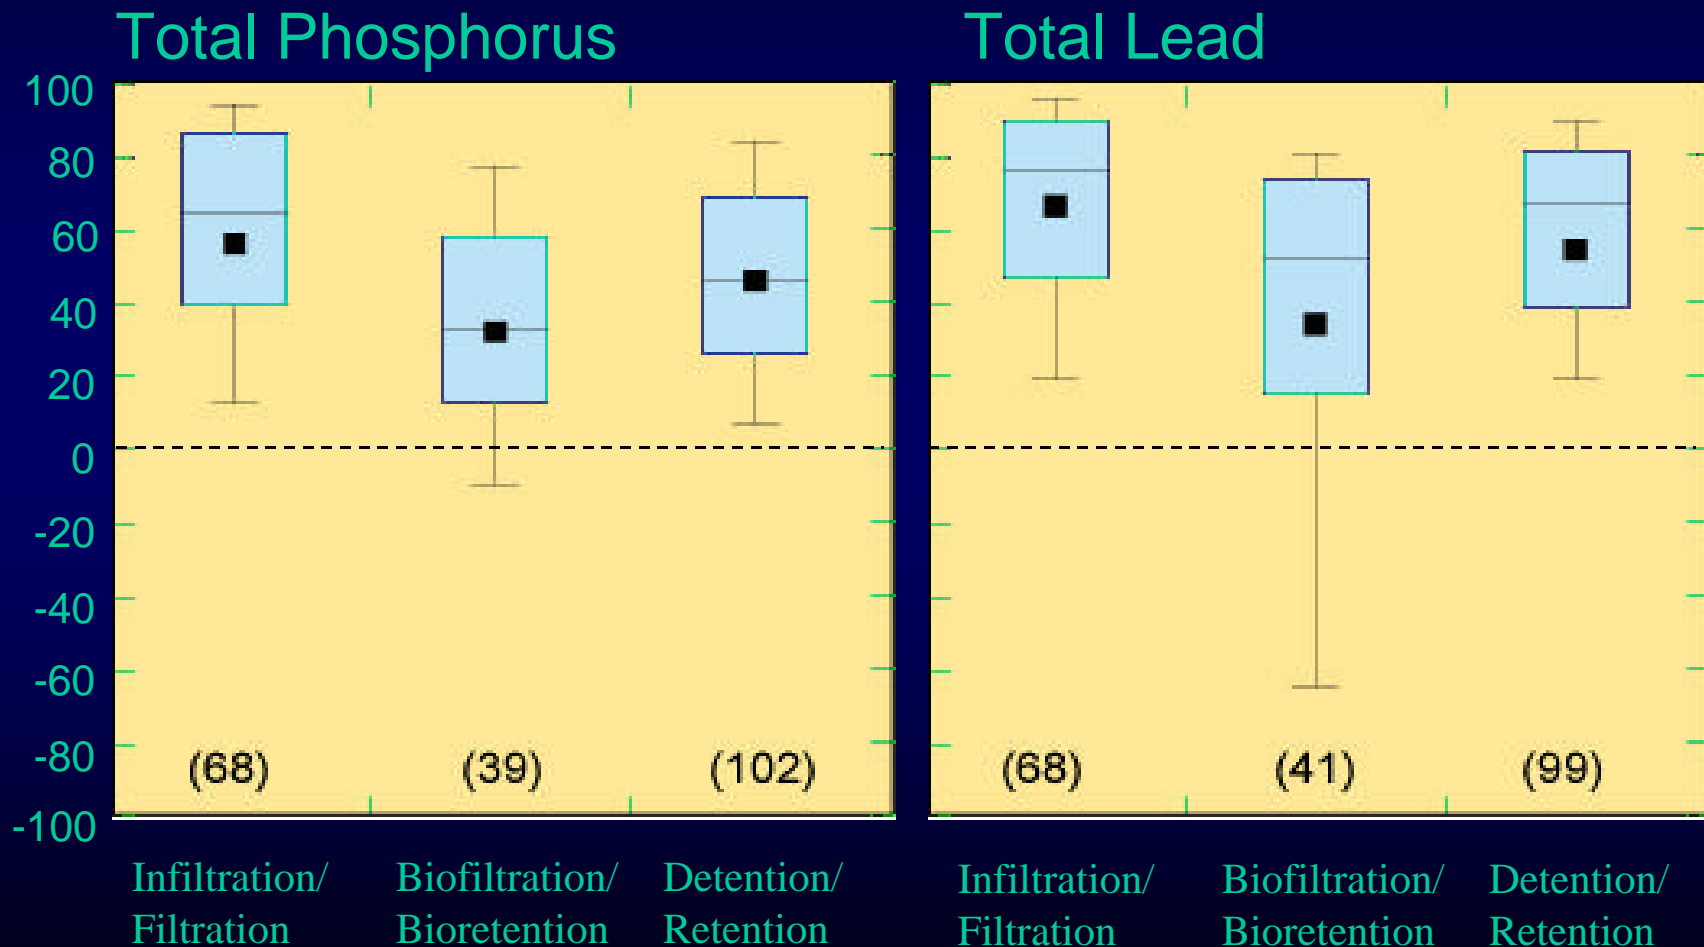 Total Phosphorus
Total Lead
100
80
60
40
20
0
-20
-40
-60
-80
-100
(68)
(39)
(102)
(68)
(41)
(99)
Infiltration/
Filtration
Biofiltration/
Bioretention
Detention/
Retention
Infiltration/
Filtration
Biofiltration/
Bioretention
Detention/
Retention